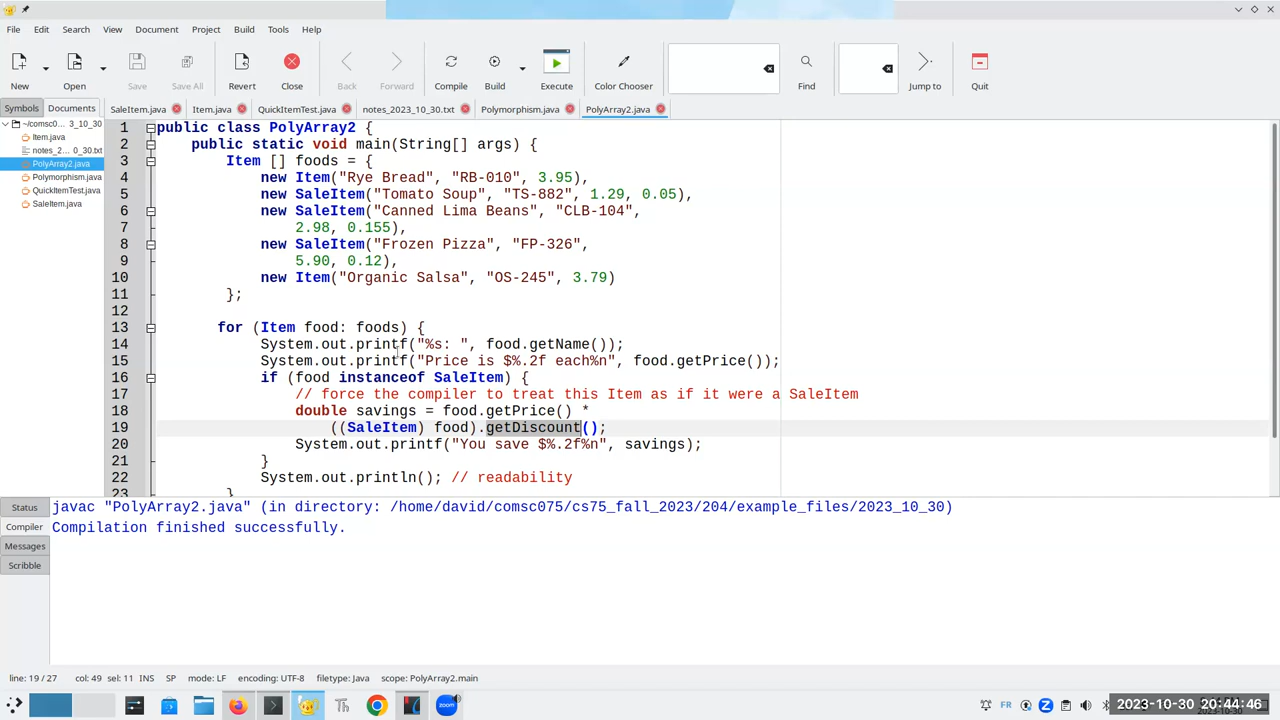 File Edit Search View Document Project Build Tools Help
New Open Save Save All Revert Close Back Forward Compile Build Execute Color Chooser Find Jump to Quit
Symbols Documents SaleItem.java Item.java QuickItemTest.java notes_2023_10_30.txt Polymorphism.java PolyArray2.java
~/comsc0... 3_10_30
Item.java
notes_2... 0_30.txt
PolyArray2.java
Polymorphism.java
QuickItemTest.java
SaleItem.java
1 public class PolyArray2 {
2 public static void main(String[] args) {
3 Item [] foods = {
4 new Item("Rye Bread", "RB-010", 3.95),
5 new SaleItem("Tomato Soup", "TS-882", 1.29, 0.05),
6 new SaleItem("Canned Lima Beans", "CLB-104",
7 2.98, 0.155),
8 new SaleItem("Frozen Pizza", "FP-326",
9 5.90, 0.12),
10 new Item("Organic Salsa", "OS-245", 3.79)
11 };
12
13 for (Item food: foods) {
14 System.out.printf("%s: ", food.getName());
15 System.out.printf("Price is $%.2f each%n", food.getPrice());
16 if (food instanceof SaleItem) {
17 // force the compiler to treat this Item as if it were a SaleItem
18 double savings = food.getPrice() *
19 ((SaleItem) food).getDiscount();
20 System.out.printf("You save $%.2f%n", savings);
21 }
22 System.out.println(); // readability
23 }
Status
Compiler
Messages
Scribble
javac "PolyArray2.java" (in directory: /home/david/comsc075/cs75_fall_2023/204/example_files/2023_10_30)
Compilation finished successfully.
line: 19 / 27 col: 49 sel: 11 INS SP mode: LF encoding: UTF-8 filetype: Java scope: PolyArray2.main
Th zoom FR 2023-10-30 20:44:46